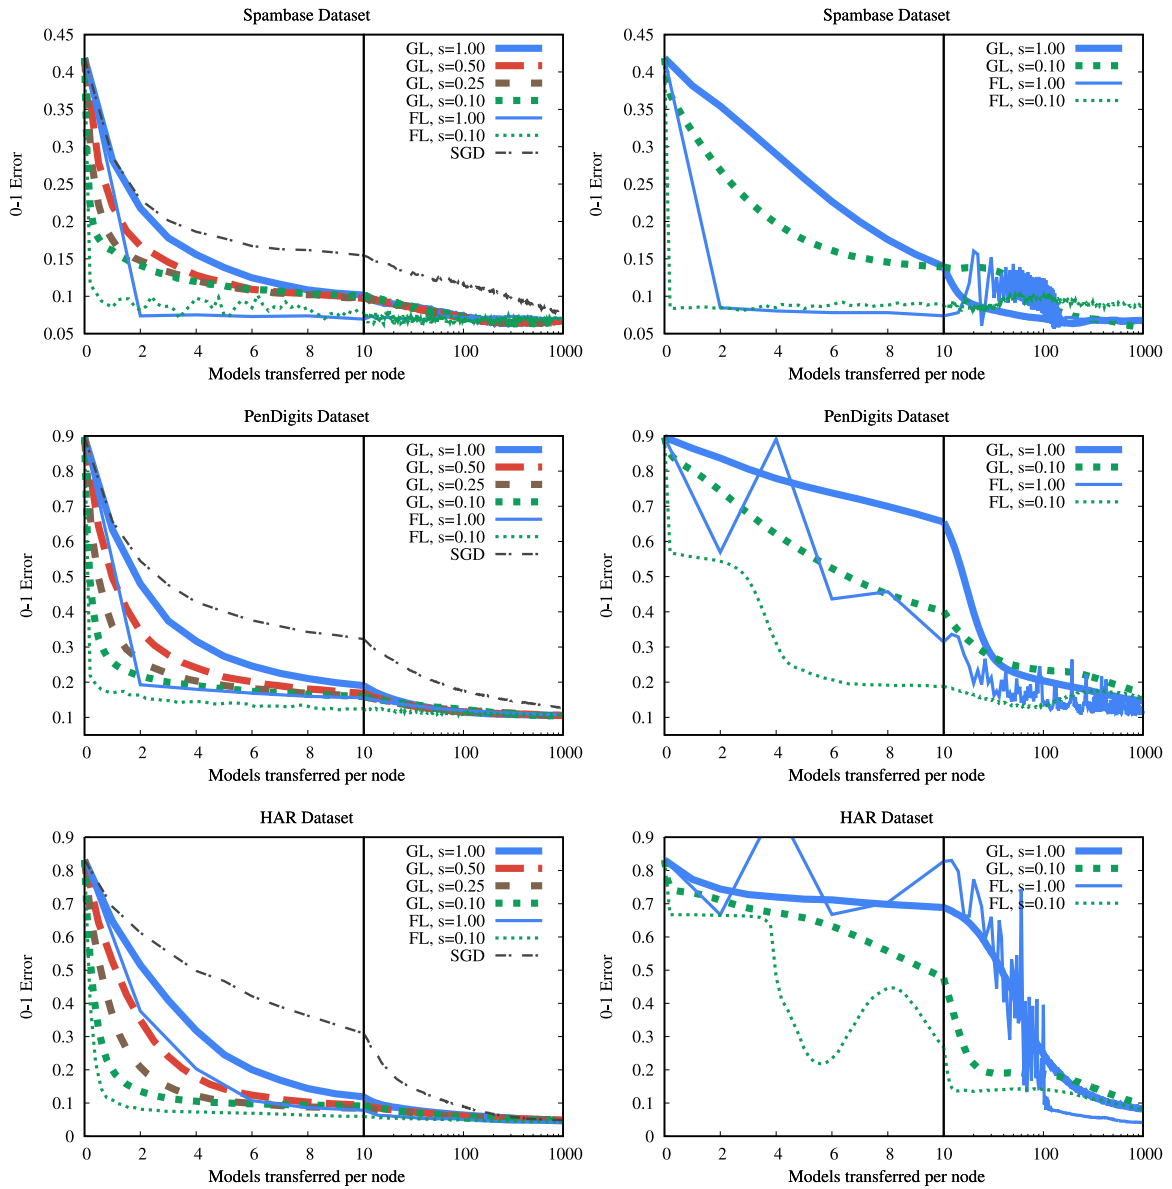 Spambase Dataset
0.45
0.4
0.35
0.3
0.25
0.2
0.15
0.1
0.05
0-1 Error
GL, s=1.00
GL, s=0.50
GL, s=0.25
GL, s=0.10
FL, s=1.00
FL, s=0.10
SGD
0 2 4 6 8 10 100 1000
Models transferred per node
Spambase Dataset
0.45
0.4
0.35
0.3
0.25
0.2
0.15
0.1
0.05
0-1 Error
GL, s=1.00
GL, s=0.10
FL, s=1.00
FL, s=0.10
0 2 4 6 8 10 100 1000
Models transferred per node
PenDigits Dataset
0.9
0.8
0.7
0.6
0.5
0.4
0.3
0.2
0.1
0-1 Error
GL, s=1.00
GL, s=0.50
GL, s=0.25
GL, s=0.10
FL, s=1.00
FL, s=0.10
SGD
0 2 4 6 8 10 100 1000
Models transferred per node
PenDigits Dataset
0.9
0.8
0.7
0.6
0.5
0.4
0.3
0.2
0.1
0-1 Error
GL, s=1.00
GL, s=0.10
FL, s=1.00
FL, s=0.10
0 2 4 6 8 10 100 1000
Models transferred per node
HAR Dataset
0.9
0.8
0.7
0.6
0.5
0.4
0.3
0.2
0.1
0
0-1 Error
GL, s=1.00
GL, s=0.50
GL, s=0.25
GL, s=0.10
FL, s=1.00
FL, s=0.10
SGD
0 2 4 6 8 10 100 1000
Models transferred per node
HAR Dataset
0.9
0.8
0.7
0.6
0.5
0.4
0.3
0.2
0.1
0
0-1 Error
GL, s=1.00
GL, s=0.10
FL, s=1.00
FL, s=0.10
0 2 4 6 8 10 100 1000
Models transferred per node